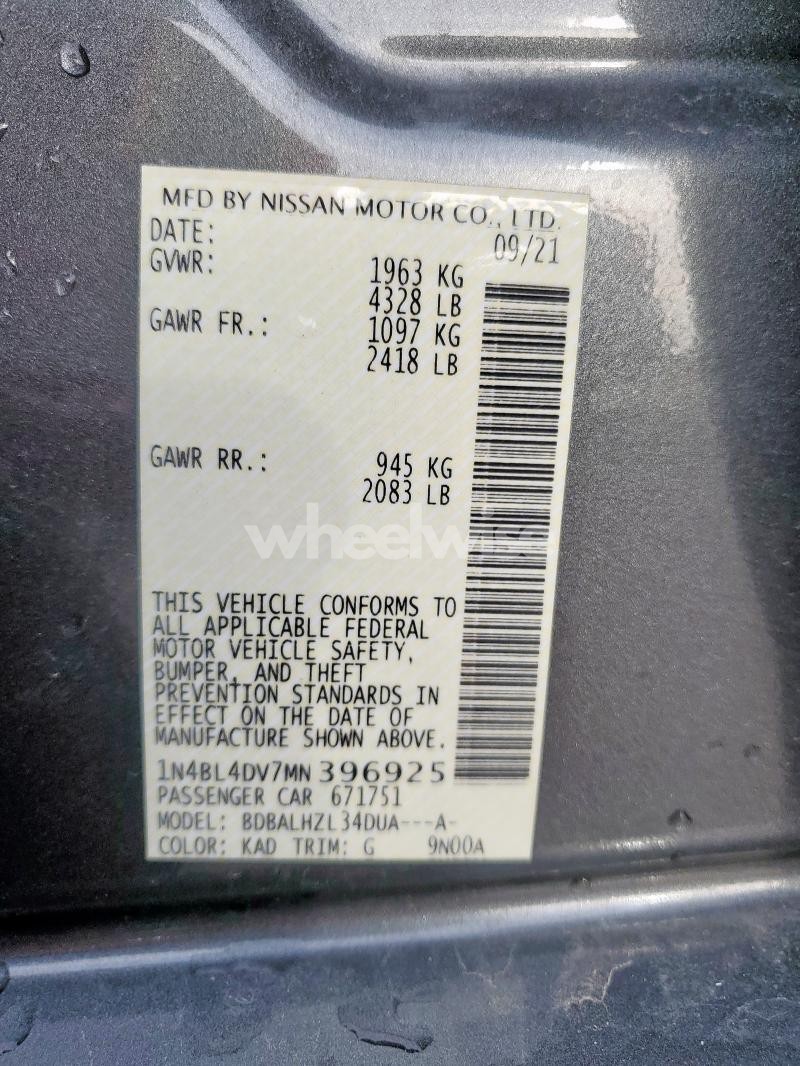 MFD BY NISSAN MOTOR CO., LTD.
DATE: 09/21
GVWR: 1963 KG
4328 LB
GAWR FR.: 1097 KG
2418 LB
GAWR RR.: 945 KG
2083 LB
wheelwise
THIS VEHICLE CONFORMS TO
ALL APPLICABLE FEDERAL
MOTOR VEHICLE SAFETY,
BUMPER, AND THEFT
PREVENTION STANDARDS IN
EFFECT ON THE DATE OF
MANUFACTURE SHOWN ABOVE.
1N4BL4DV7MN396925
PASSENGER CAR 671751
MODEL: BDBALHZL34DUA---A-
COLOR: KAD TRIM: G 9N00A